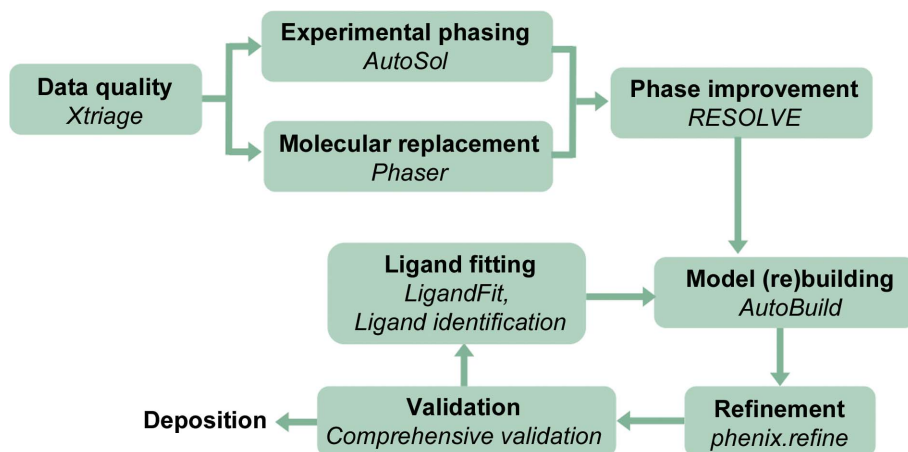 Experimental phasing
AutoSol
Data quality
Xtriage
Molecular replacement
Phaser
Phase improvement
RESOLVE
Ligand fitting
LigandFit,
Ligand identification
Model (re)building
AutoBuild
Deposition
Validation
Comprehensive validation
Refinement
phenix.refine